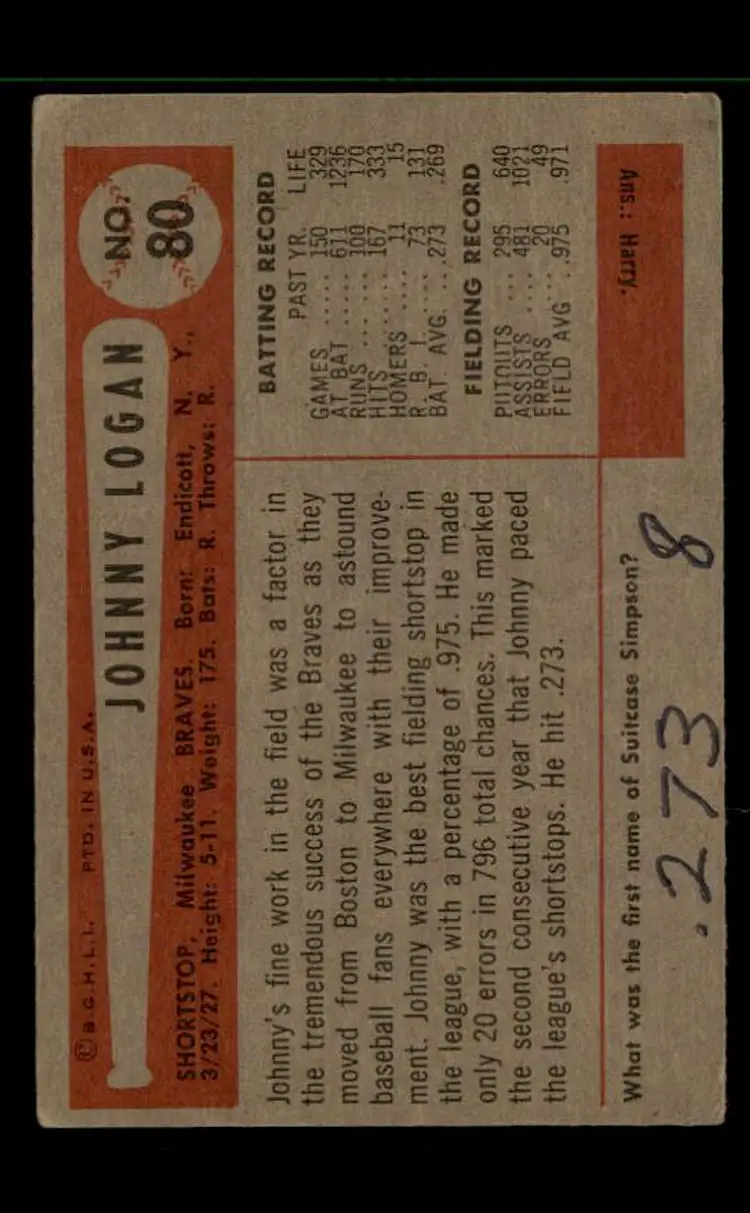 © B.G.H.L.I. PTD. IN U.S.A.
JOHNNY LOGAN
NO.
80
SHORTSTOP, Milwaukee BRAVES. Born: Endicott, N. Y.,
3/23/27. Height: 5-11. Weight: 175. Bats: R. Throws: R.
Johnny's fine work in the field was a factor in
the tremendous success of the Braves as they
moved from Boston to Milwaukee to astound
baseball fans everywhere with their improve-
ment. Johnny was the best fielding shortstop in
the league, with a percentage of .975. He made
only 20 errors in 796 total chances. This marked
the second consecutive year that Johnny paced
the league's shortstops. He hit .273.
BATTING RECORD
PAST YR. LIFE
GAMES ..... 150 329
AT BAT ..... 611 1236
RUNS ...... 100 170
HITS ...... 167 333
HOMERS .... 11 15
R. B. I. .... 73 131
BAT. AVG. .. .273 .269
FIELDING RECORD
PUTOUTS 295 640
ASSISTS .... 481 1021
ERRORS ... 20 49
FIELD AVG ..975 .971
What was the first name of Suitcase Simpson?
Ans.: Harry.
.273 8